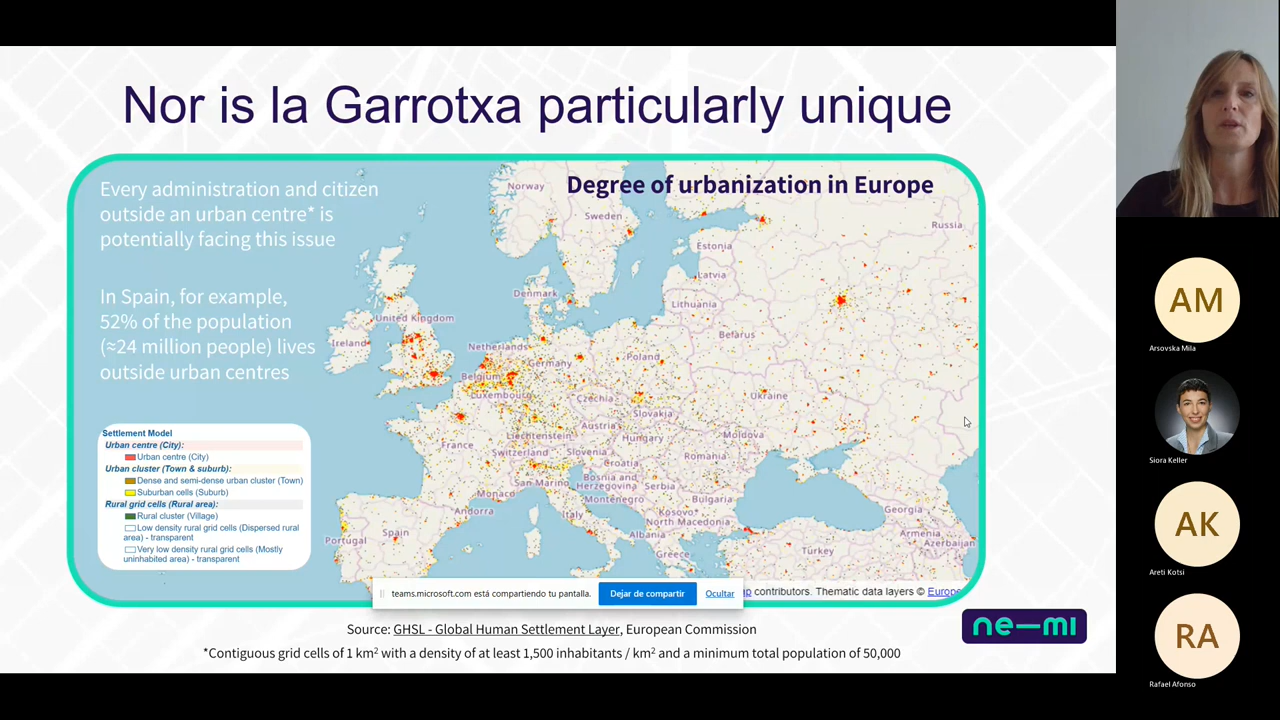 Nor is la Garrotxa particularly unique
Every administration and citizen
outside an urban centre* is
potentially facing this issue
In Spain, for example,
52% of the population
(≈24 million people) lives
outside urban centres
Degree of urbanization in Europe
Norway
Sweden
Russia
Estonia
Latvia
Denmark
Lithuania
United Kingdom
Belarus
Ireland
Netherlands
Poland
Germany
Belgium
Luxembourg
Czechia
Ukraine
Slovakia
Austria
Liechtenstein
Hungary
Moldova
France
Switzerland
Slovenia
Romania
Croatia
San Marino
Bosnia and
Herzegovina
Serbia
Monaco
Montenegro
Bulgaria
Andorra
Italy
Kosovo
Georgia
North Macedonia
Spain
Portugal
Albania
Armenia
Azerbaijan
Turkey
Greece
Settlement Model
Urban centre (City):
Urban centre (City)
Urban cluster (Town & suburb):
Dense and semi-dense urban cluster (Town)
Suburban cells (Suburb)
Rural grid cells (Rural area):
Rural cluster (Village)
Low density rural grid cells (Dispersed rural
area) - transparent
Very low density rural grid cells (Mostly
uninhabited area) - transparent
teams.microsoft.com está compartiendo tu pantalla.
Dejar de compartir
Ocultar
contributors. Thematic data layers ©
Source: GHSL - Global Human Settlement Layer, European Commission
*Contiguous grid cells of 1 km² with a density of at least 1,500 inhabitants / km² and a minimum total population of 50,000
ne—mi
AM
Arsovska Mila
Siora Keller
AK
Areti Kotsi
RA
Rafael Afonso